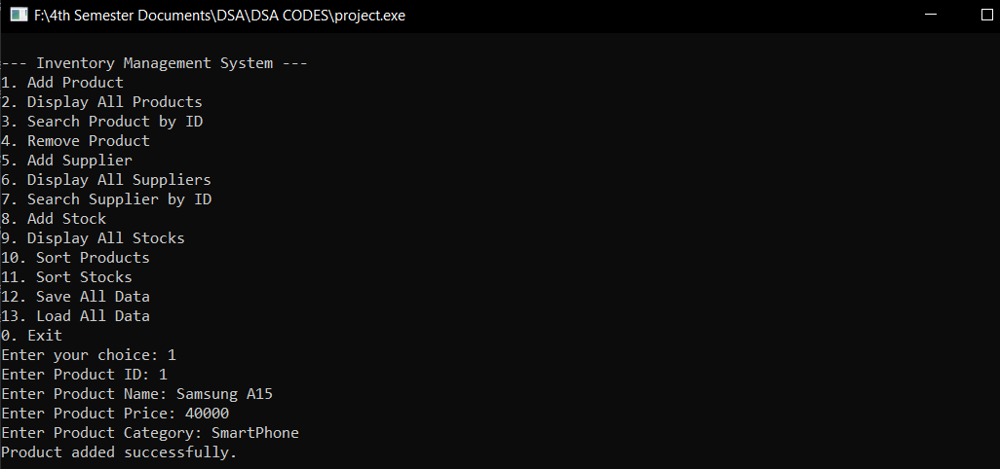 F:\4th Semester Documents\DSA\DSA CODES\project.exe
--- Inventory Management System ---
1. Add Product
2. Display All Products
3. Search Product by ID
4. Remove Product
5. Add Supplier
6. Display All Suppliers
7. Search Supplier by ID
8. Add Stock
9. Display All Stocks
10. Sort Products
11. Sort Stocks
12. Save All Data
13. Load All Data
0. Exit
Enter your choice: 1
Enter Product ID: 1
Enter Product Name: Samsung A15
Enter Product Price: 40000
Enter Product Category: SmartPhone
Product added successfully.